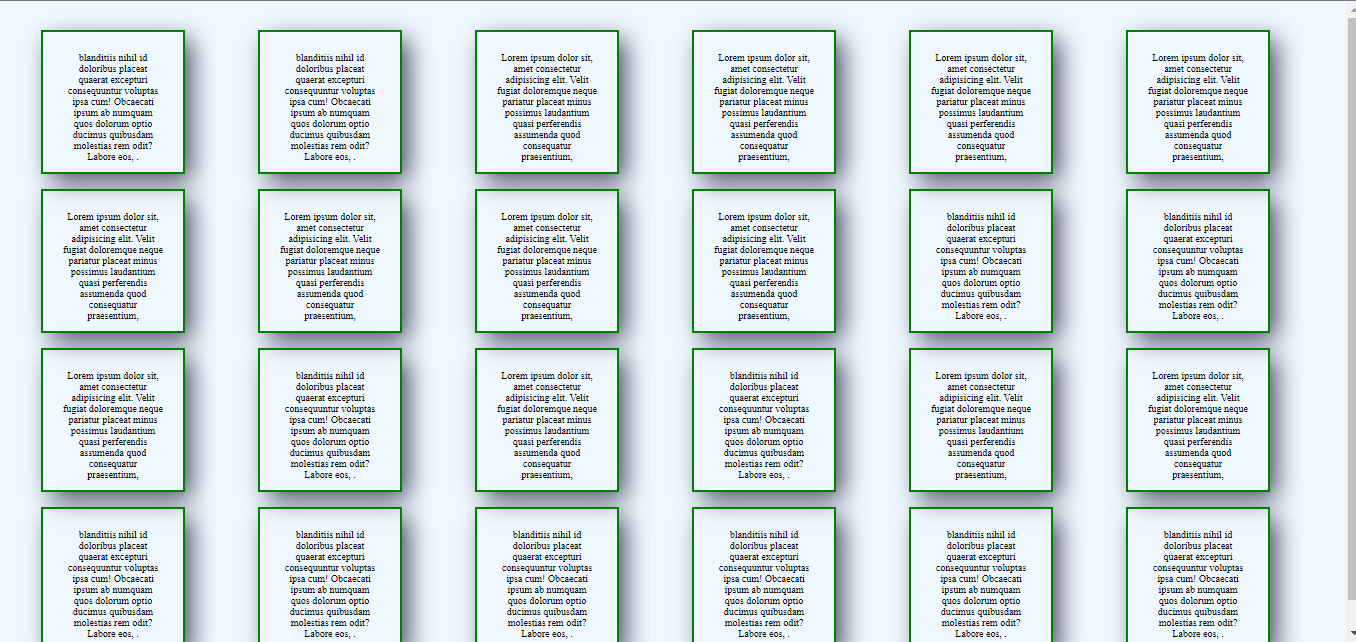 blanditiis nihil id
doloribus placeat
quaerat excepturi
consequuntur voluptas
ipsa cum! Obcaecati
ipsum ab numquam
quos dolorum optio
ducimus quibusdam
molestias rem odit?
Labore eos, .
blanditiis nihil id
doloribus placeat
quaerat excepturi
consequuntur voluptas
ipsa cum! Obcaecati
ipsum ab numquam
quos dolorum optio
ducimus quibusdam
molestias rem odit?
Labore eos, .
Lorem ipsum dolor sit,
amet consectetur
adipisicing elit. Velit
fugiat doloremque neque
pariatur placeat minus
possimus laudantium
quasi perferendis
assumenda quod
consequatur
praesentium,
Lorem ipsum dolor sit,
amet consectetur
adipisicing elit. Velit
fugiat doloremque neque
pariatur placeat minus
possimus laudantium
quasi perferendis
assumenda quod
consequatur
praesentium,
Lorem ipsum dolor sit,
amet consectetur
adipisicing elit. Velit
fugiat doloremque neque
pariatur placeat minus
possimus laudantium
quasi perferendis
assumenda quod
consequatur
praesentium,
Lorem ipsum dolor sit,
amet consectetur
adipisicing elit. Velit
fugiat doloremque neque
pariatur placeat minus
possimus laudantium
quasi perferendis
assumenda quod
consequatur
praesentium,
Lorem ipsum dolor sit,
amet consectetur
adipisicing elit. Velit
fugiat doloremque neque
pariatur placeat minus
possimus laudantium
quasi perferendis
assumenda quod
consequatur
praesentium,
Lorem ipsum dolor sit,
amet consectetur
adipisicing elit. Velit
fugiat doloremque neque
pariatur placeat minus
possimus laudantium
quasi perferendis
assumenda quod
consequatur
praesentium,
Lorem ipsum dolor sit,
amet consectetur
adipisicing elit. Velit
fugiat doloremque neque
pariatur placeat minus
possimus laudantium
quasi perferendis
assumenda quod
consequatur
praesentium,
Lorem ipsum dolor sit,
amet consectetur
adipisicing elit. Velit
fugiat doloremque neque
pariatur placeat minus
possimus laudantium
quasi perferendis
assumenda quod
consequatur
praesentium,
blanditiis nihil id
doloribus placeat
quaerat excepturi
consequuntur voluptas
ipsa cum! Obcaecati
ipsum ab numquam
quos dolorum optio
ducimus quibusdam
molestias rem odit?
Labore eos, .
blanditiis nihil id
doloribus placeat
quaerat excepturi
consequuntur voluptas
ipsa cum! Obcaecati
ipsum ab numquam
quos dolorum optio
ducimus quibusdam
molestias rem odit?
Labore eos, .
Lorem ipsum dolor sit,
amet consectetur
adipisicing elit. Velit
fugiat doloremque neque
pariatur placeat minus
possimus laudantium
quasi perferendis
assumenda quod
consequatur
praesentium,
blanditiis nihil id
doloribus placeat
quaerat excepturi
consequuntur voluptas
ipsa cum! Obcaecati
ipsum ab numquam
quos dolorum optio
ducimus quibusdam
molestias rem odit?
Labore eos, .
Lorem ipsum dolor sit,
amet consectetur
adipisicing elit. Velit
fugiat doloremque neque
pariatur placeat minus
possimus laudantium
quasi perferendis
assumenda quod
consequatur
praesentium,
blanditiis nihil id
doloribus placeat
quaerat excepturi
consequuntur voluptas
ipsa cum! Obcaecati
ipsum ab numquam
quos dolorum optio
ducimus quibusdam
molestias rem odit?
Labore eos, .
Lorem ipsum dolor sit,
amet consectetur
adipisicing elit. Velit
fugiat doloremque neque
pariatur placeat minus
possimus laudantium
quasi perferendis
assumenda quod
consequatur
praesentium,
Lorem ipsum dolor sit,
amet consectetur
adipisicing elit. Velit
fugiat doloremque neque
pariatur placeat minus
possimus laudantium
quasi perferendis
assumenda quod
consequatur
praesentium,
blanditiis nihil id
doloribus placeat
quaerat excepturi
consequuntur voluptas
ipsa cum! Obcaecati
ipsum ab numquam
quos dolorum optio
ducimus quibusdam
molestias rem odit?
Labore eos, .
blanditiis nihil id
doloribus placeat
quaerat excepturi
consequuntur voluptas
ipsa cum! Obcaecati
ipsum ab numquam
quos dolorum optio
ducimus quibusdam
molestias rem odit?
Labore eos, .
blanditiis nihil id
doloribus placeat
quaerat excepturi
consequuntur voluptas
ipsa cum! Obcaecati
ipsum ab numquam
quos dolorum optio
ducimus quibusdam
molestias rem odit?
Labore eos, .
blanditiis nihil id
doloribus placeat
quaerat excepturi
consequuntur voluptas
ipsa cum! Obcaecati
ipsum ab numquam
quos dolorum optio
ducimus quibusdam
molestias rem odit?
Labore eos, .
blanditiis nihil id
doloribus placeat
quaerat excepturi
consequuntur voluptas
ipsa cum! Obcaecati
ipsum ab numquam
quos dolorum optio
ducimus quibusdam
molestias rem odit?
Labore eos, .
blanditiis nihil id
doloribus placeat
quaerat excepturi
consequuntur voluptas
ipsa cum! Obcaecati
ipsum ab numquam
quos dolorum optio
ducimus quibusdam
molestias rem odit?
Labore eos, .